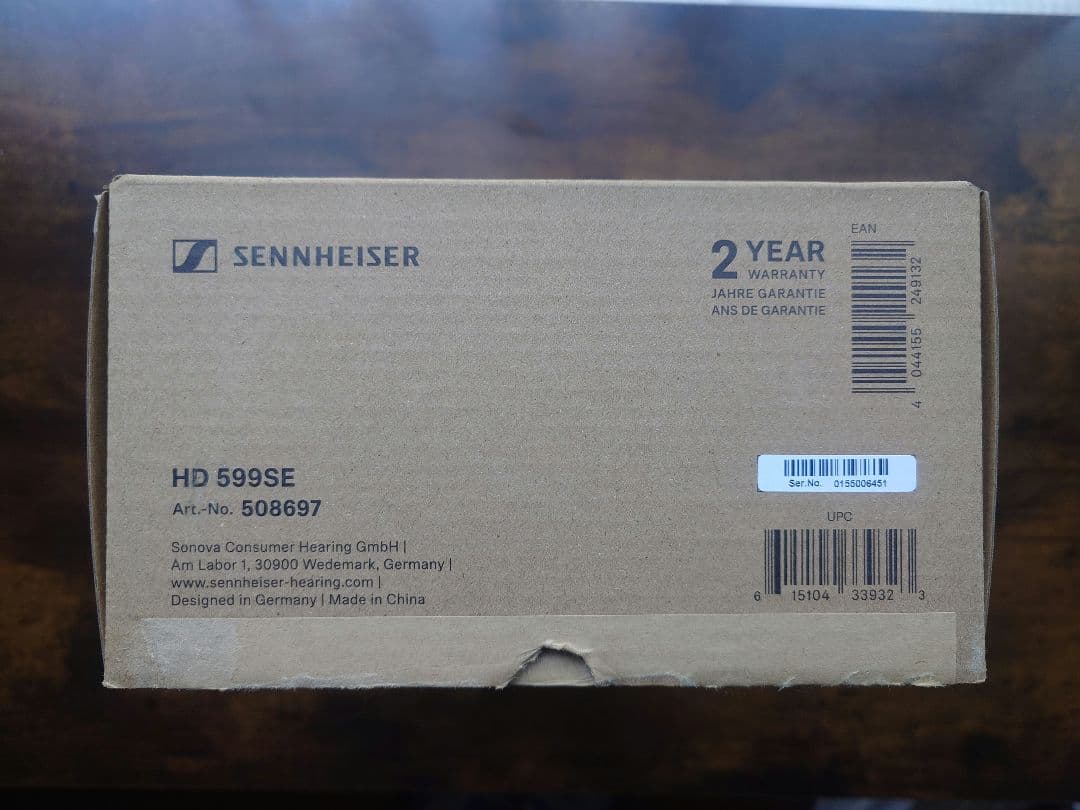 SENNHEISER
2 YEAR
WARRANTY
JAHRE GARANTIE
ANS DE GARANTIE
EAN
4 044155 249132
HD 599SE
Art.-No. 508697
Sonova Consumer Hearing GmbH |
Am Labor 1, 30900 Wedemark, Germany |
www.sennheiser-hearing.com |
Designed in Germany | Made in China
Ser.No. 0155006451
UPC
6 15104 33932 3